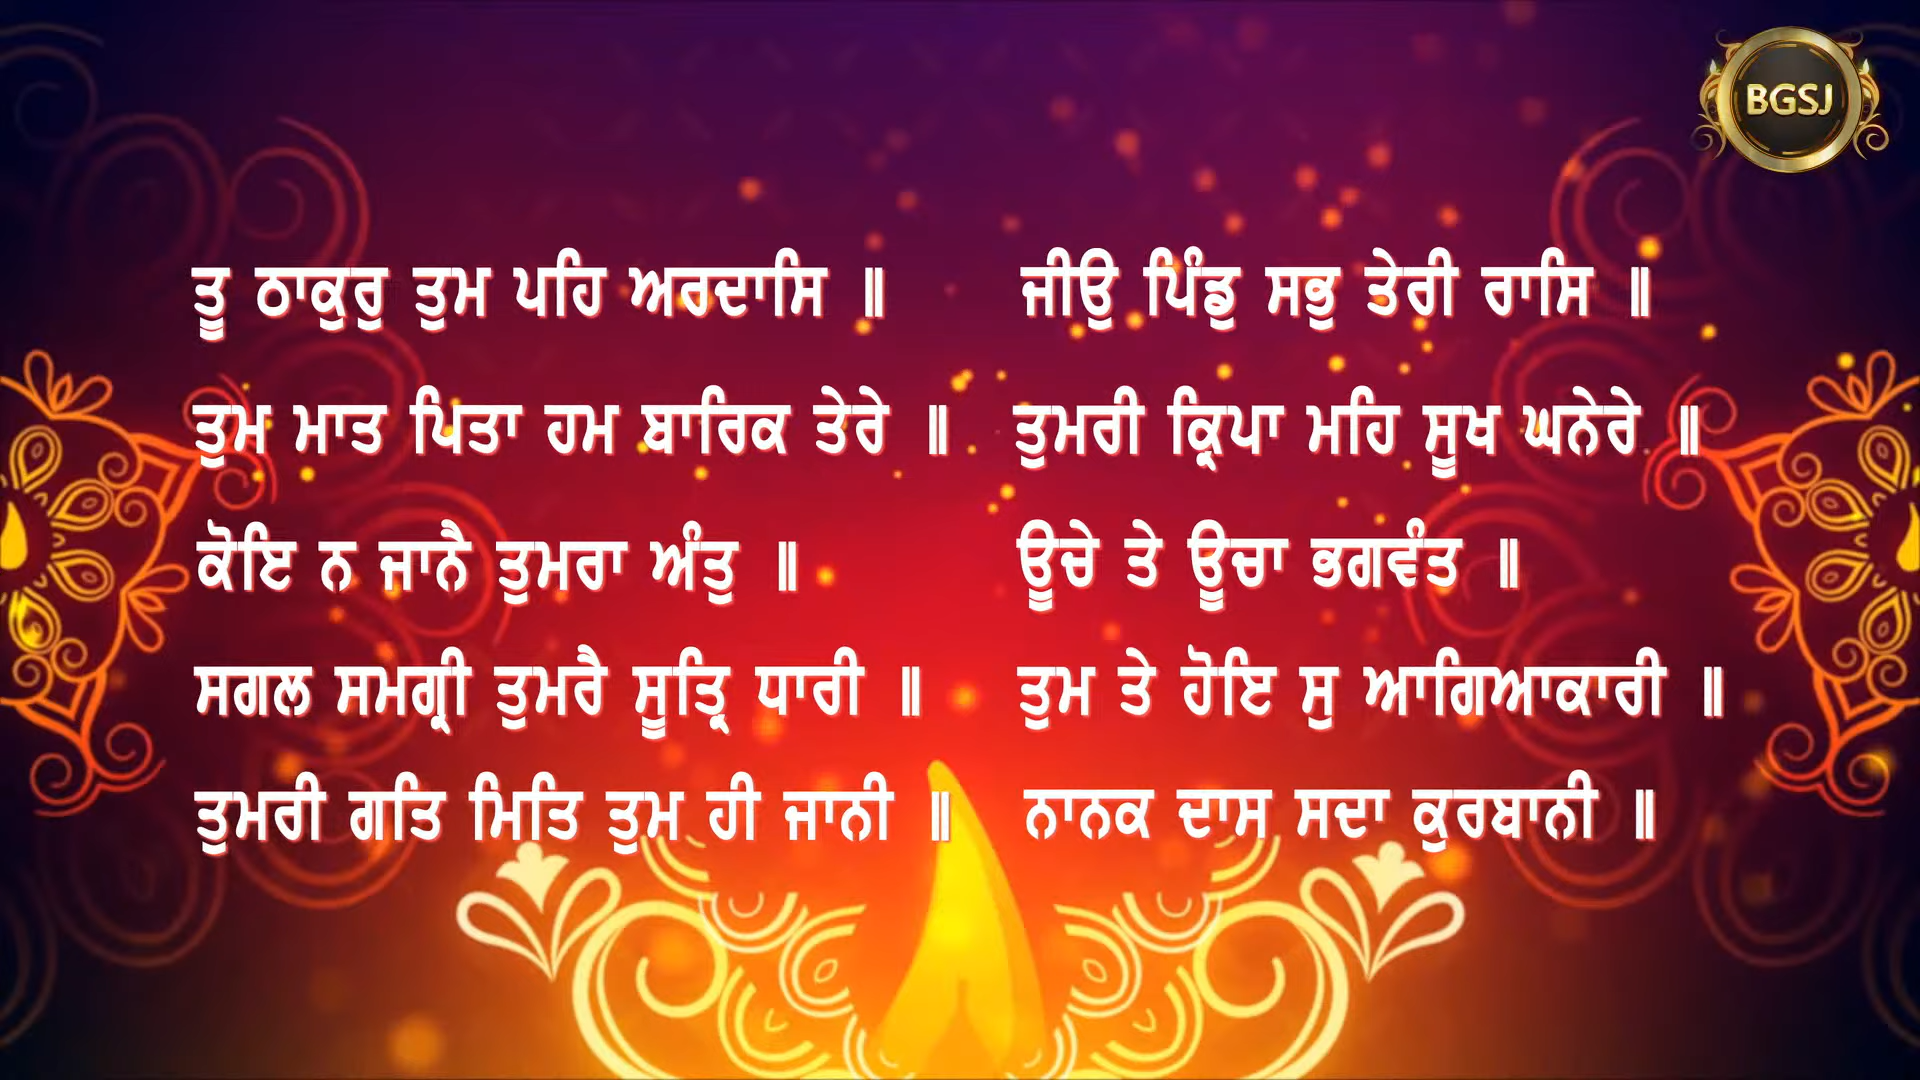 BGSJ
ਤੂ ਠਾਕੁਰੁ ਤੁਮ ਪਹਿ ਅਰਦਾਸਿ ॥ ਜੀਉ ਪਿੰਡੁ ਸਭੁ ਤੇਰੀ ਰਾਸਿ ॥
ਤੁਮ ਮਾਤ ਪਿਤਾ ਹਮ ਬਾਰਿਕ ਤੇਰੇ ॥ ਤੁਮਰੀ ਕ੍ਰਿਪਾ ਮਹਿ ਸੂਖ ਘਨੇਰੇ ॥
ਕੋਇ ਨ ਜਾਨੈ ਤੁਮਰਾ ਅੰਤੁ ॥ ਊਚੇ ਤੇ ਊਚਾ ਭਗਵੰਤ ॥
ਸਗਲ ਸਮਗ੍ਰੀ ਤੁਮਰੈ ਸੂਤ੍ਰਿ ਧਾਰੀ ॥ ਤੁਮ ਤੇ ਹੋਇ ਸੁ ਆਗਿਆਕਾਰੀ ॥
ਤੁਮਰੀ ਗਤਿ ਮਿਤਿ ਤੁਮ ਹੀ ਜਾਨੀ ॥ ਨਾਨਕ ਦਾਸ ਸਦਾ ਕੁਰਬਾਨੀ ॥